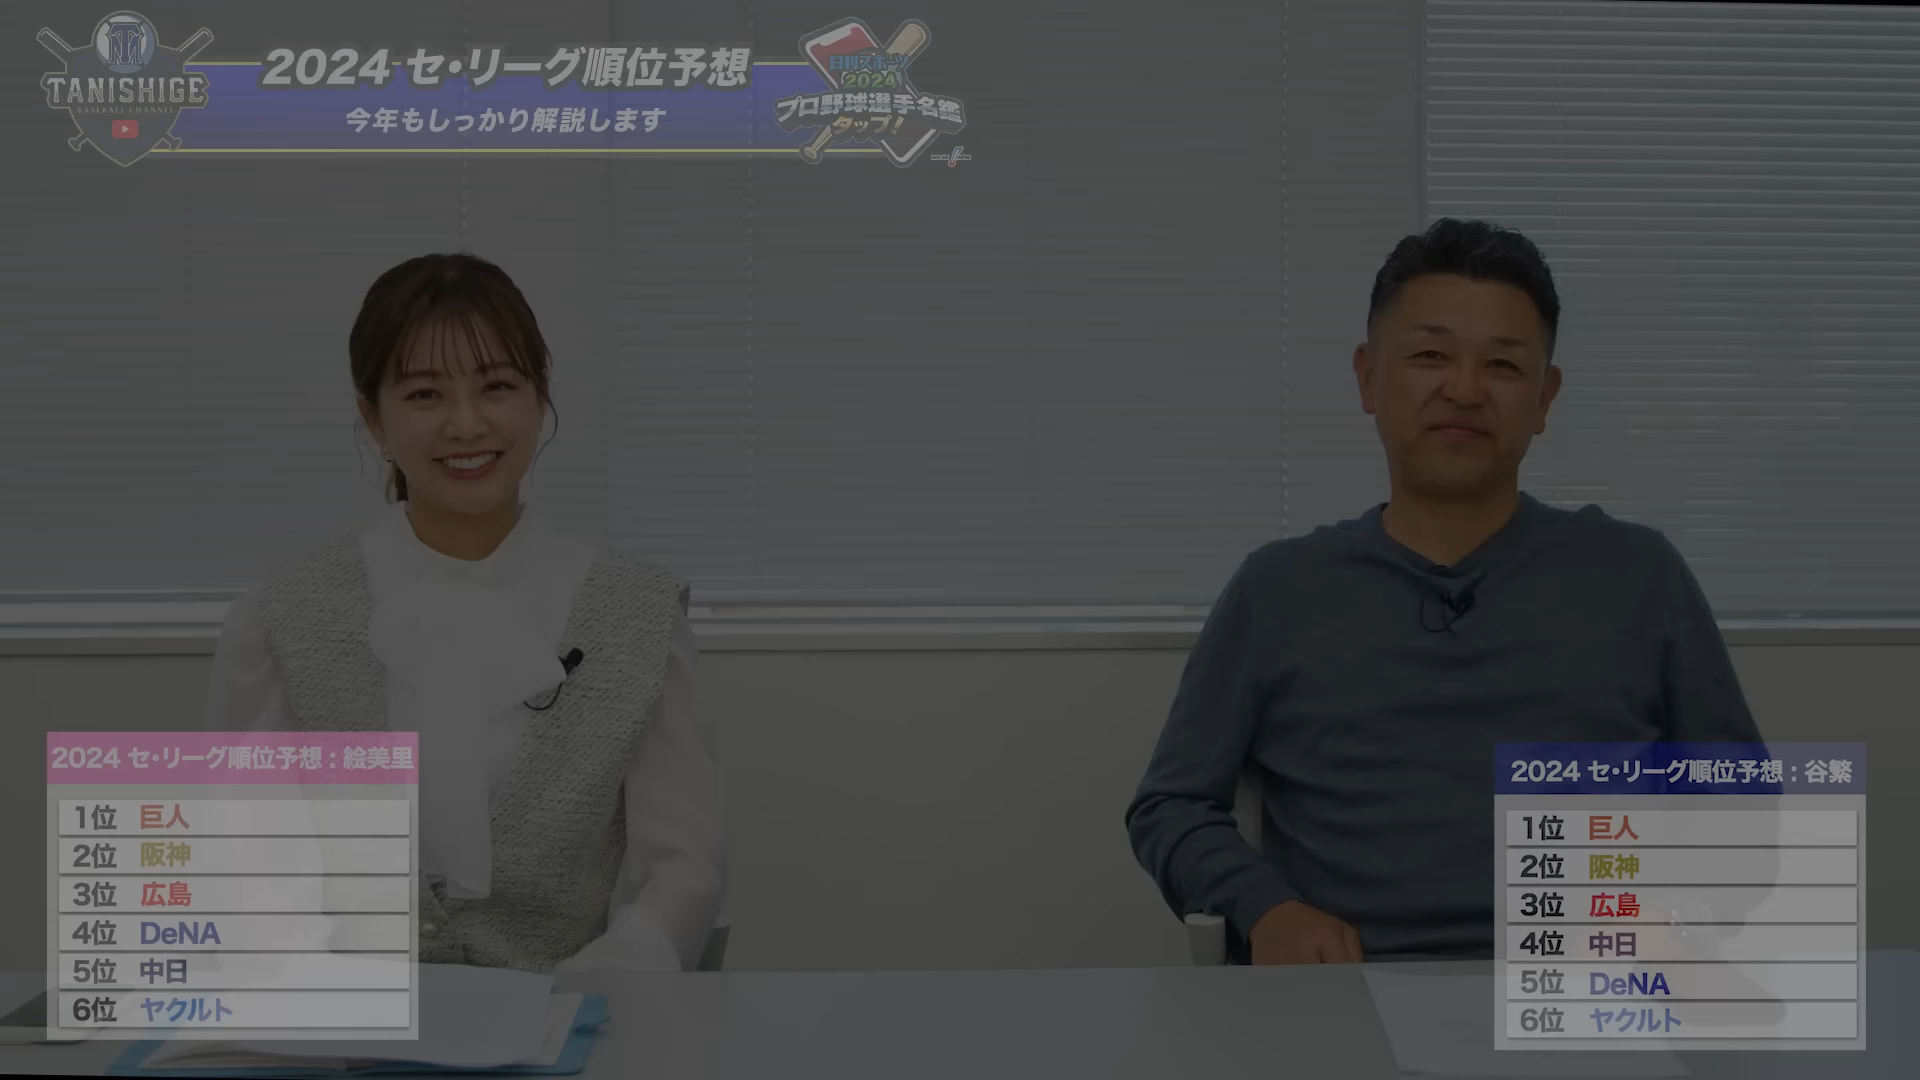 TANISHIGE
BASEBALL CHANNEL
2024 セ・リーグ順位予想
今年もしっかり解説します
日刊スポーツ
2024
プロ野球選手名鑑
タップ!
2024 セ・リーグ順位予想:絵美里
1位 巨人
2位 阪神
3位 広島
4位 DeNA
5位 中日
6位 ヤクルト
2024 セ・リーグ順位予想:谷繁
1位 巨人
2位 阪神
3位 広島
4位 中日
5位 DeNA
6位 ヤクルト